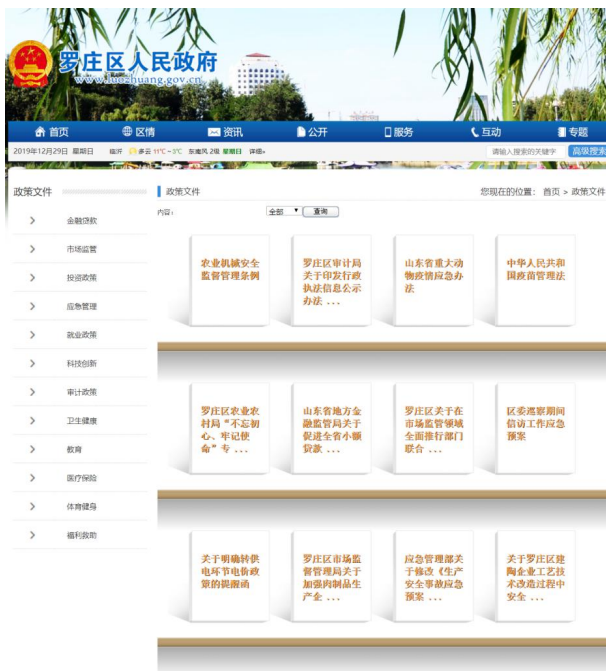 罗庄区人民政府
www.luozhuang.gov.cn
首页 区情 资讯 公开 服务 互动 专题
2019年12月29日 星期日 临沂 多云 11℃~3℃ 东南风2级 星期日 详细»
请输入搜索的关键字 高级搜索
政策文件
金融贷款
市场监管
投资政策
应急管理
就业政策
科技创新
审计政策
卫生健康
教育
医疗保险
体育健身
福利救助
政策文件 您现在的位置: 首页 > 政策文件
内容: 全部 查询
农业机械安全
监督管理条例
罗庄区审计局
关于印发行政
执法信息公示
办法 ...
山东省重大动
物疫情应急办
法
中华人民共和
国疫苗管理法
罗庄区农业农
村局“不忘初
心、牢记使
命”专 ...
山东省地方金
融监管局关于
促进全省小额
贷款 ...
罗庄区关于在
市场监管领域
全面推行部门
联合 ...
区委巡察期间
信访工作应急
预案
关于明确转供
电环节电价政
策的提醒函
罗庄区市场监
督管理局关于
加强肉制品生
产企 ...
应急管理部关
于修改《生产
安全事故应急
预案 ...
关于罗庄区建
陶企业工艺技
术改造过程中
安全 ...